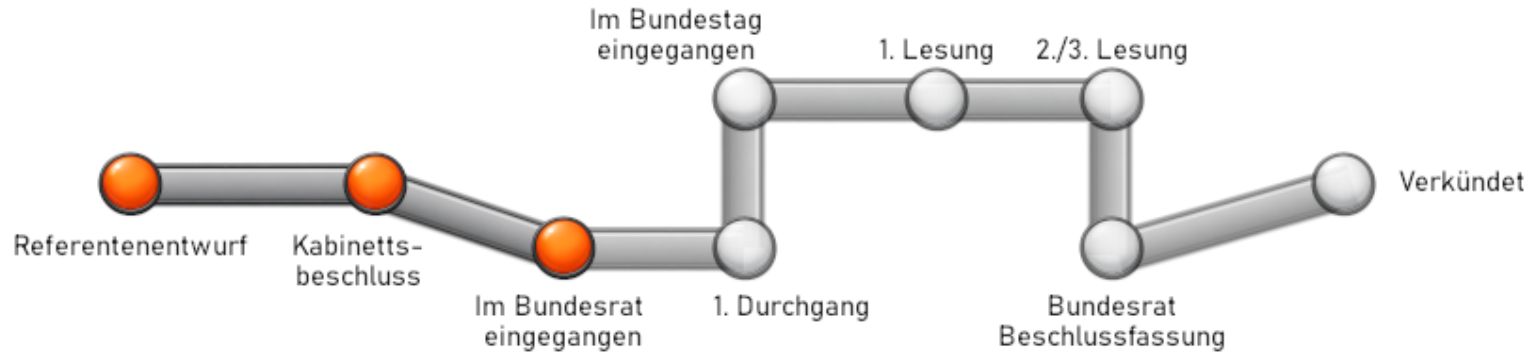 Im Bundestag
eingegangen
1. Lesung
2./3. Lesung
Verkündet
Referentenentwurf
Kabinetts-
beschluss
Im Bundesrat
eingegangen
1. Durchgang
Bundesrat
Beschlussfassung